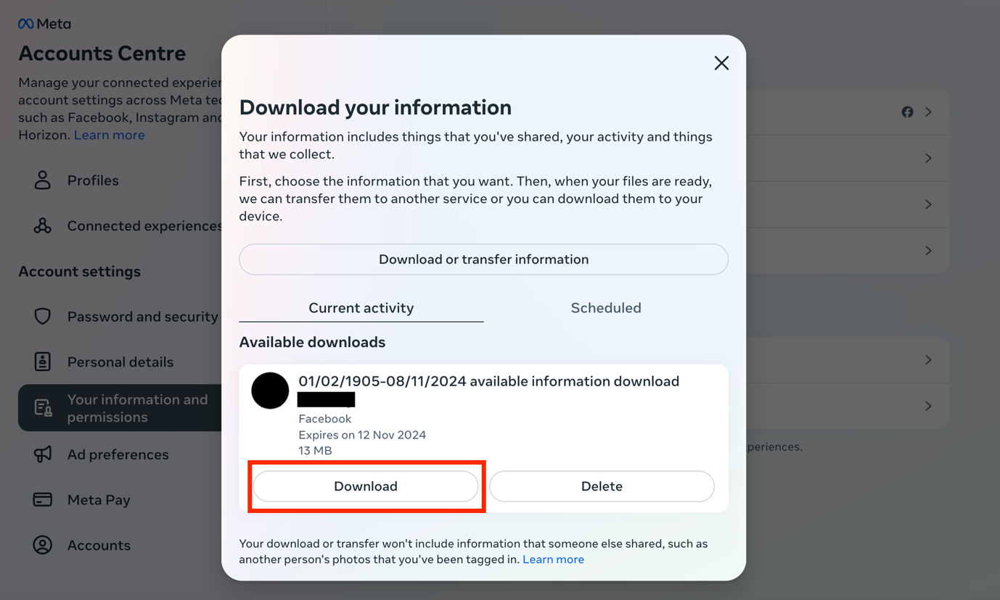 Meta
Accounts Centre
Manage your connected experien
account settings across Meta tec
such as Facebook, Instagram and
Horizon. Learn more
Profiles
Connected experiences
Account settings
Password and security
Personal details
Your information and
permissions
Ad preferences
Meta Pay
Accounts
Download your information
Your information includes things that you've shared, your activity and things
that we collect.
First, choose the information that you want. Then, when your files are ready,
we can transfer them to another service or you can download them to your
device.
Download or transfer information
Current activity
Scheduled
Available downloads
01/02/1905-08/11/2024 available information download
Facebook
Expires on 12 Nov 2024
13 MB
Download
Delete
Your download or transfer won't include information that someone else shared, such as
another person's photos that you've been tagged in. Learn more
periences.